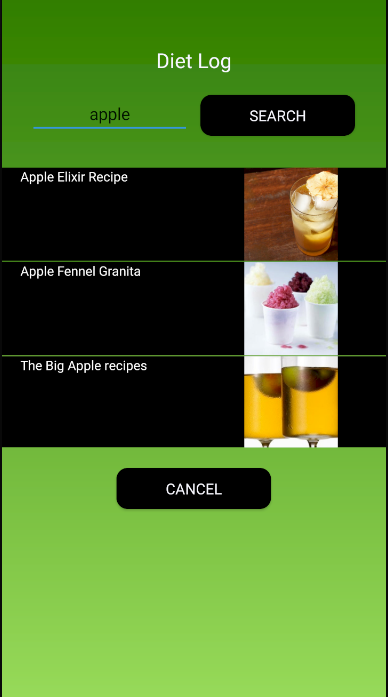 Diet Log
apple
SEARCH
Apple Elixir Recipe
Apple Fennel Granita
The Big Apple recipes
CANCEL